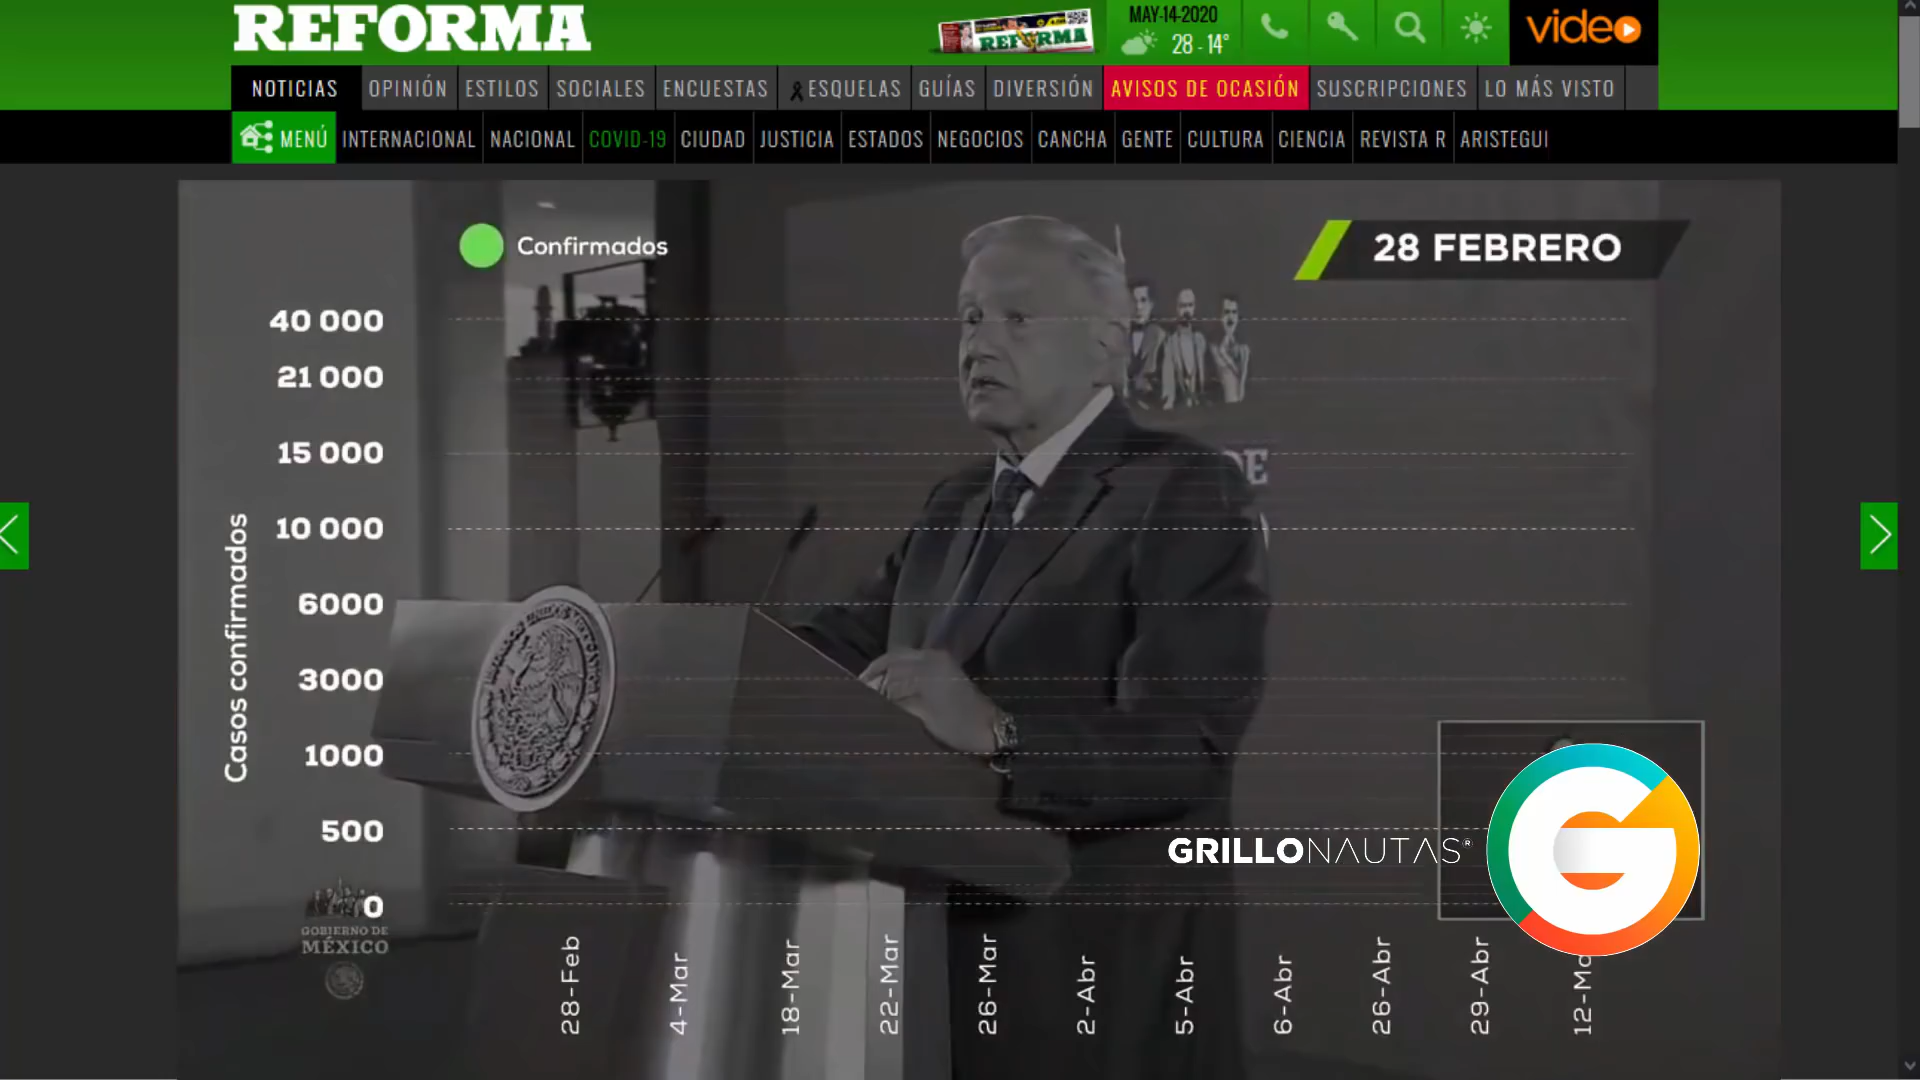 REFORMA
MAY-14-2020
28 - 14°
video
NOTICIAS OPINIÓN ESTILOS SOCIALES ENCUESTAS ESQUELAS GUÍAS DIVERSIÓN AVISOS DE OCASIÓN SUSCRIPCIONES LO MÁS VISTO
MENÚ INTERNACIONAL NACIONAL COVID-19 CIUDAD JUSTICIA ESTADOS NEGOCIOS CANCHA GENTE CULTURA CIENCIA REVISTA R ARISTEGUI
Confirmados
28 FEBRERO
40 000
21 000
15 000
DE
10 000
6000
3000
1000
500
0
Casos confirmados
GRILLONAUTAS®
GOBIERNO DE
MÉXICO
28-Feb 4-Mar 18-Mar 22-Mar 26-Mar 2-Abr 5-Abr 6-Abr 26-Abr 29-Abr 12-Ma